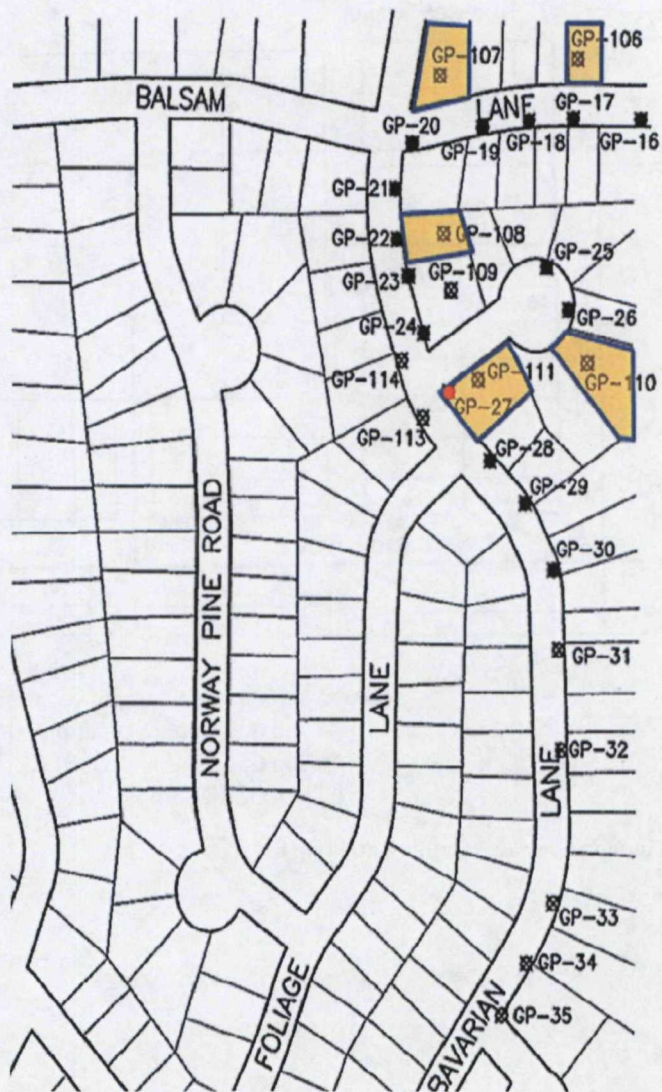 GP-107
GP-106
BALSAM
LANE
GP-17
GP-20
GP-19
GP-18
GP-16
GP-21
GP-22
GP-108
GP-25
GP-23
GP-109
GP-26
GP-24
GP-114
GP-111
GP-110
GP-27
GP-113
GP-28
GP-29
GP-30
NORWAY PINE ROAD
LANE
GP-31
GP-32
LANE
GP-33
GP-34
FOLIAGE
BAVARIAN
GP-35